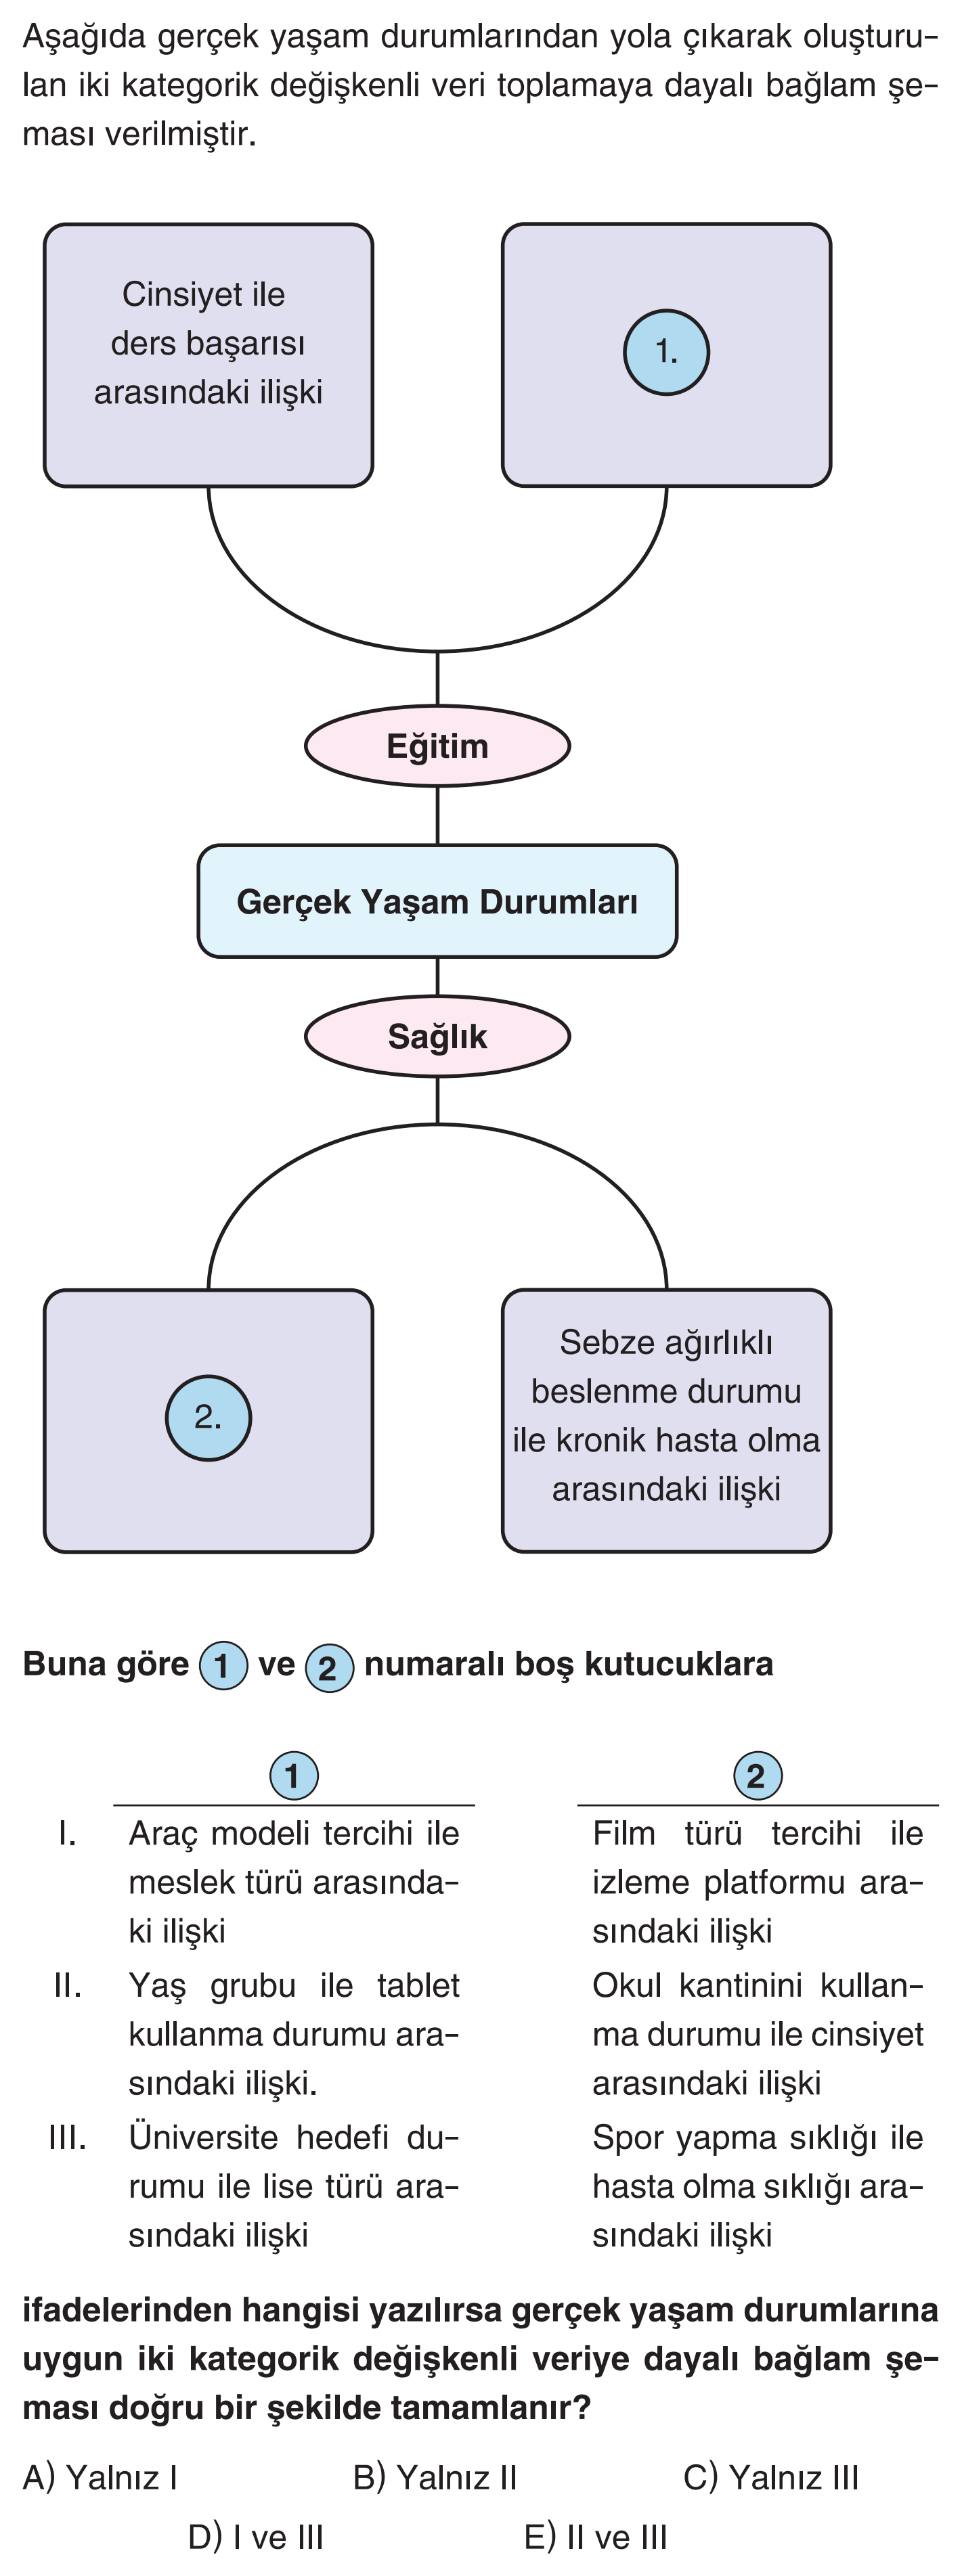 Aşağıda gerçek yaşam durumlarından yola çıkarak oluşturu-
lan iki kategorik değişkenli veri toplamaya dayalı bağlam şe-
ması verilmiştir.
Cinsiyet ile
ders başarısı
arasındaki ilişki
1.
Eğitim
Gerçek Yaşam Durumları
Sağlık
2.
Sebze ağırlıklı
beslenme durumu
ile kronik hasta olma
arasındaki ilişki
Buna göre 1 ve 2 numaralı boş kutucuklara
1
2
I. Araç modeli tercihi ile
meslek türü arasında-
ki ilişki
Film türü tercihi ile
izleme platformu ara-
sındaki ilişki
II. Yaş grubu ile tablet
kullanma durumu ara-
sındaki ilişki.
Okul kantinini kullan-
ma durumu ile cinsiyet
arasındaki ilişki
III. Üniversite hedefi du-
rumu ile lise türü ara-
sındaki ilişki
Spor yapma sıklığı ile
hasta olma sıklığı ara-
sındaki ilişki
ifadelerinden hangisi yazılırsa gerçek yaşam durumlarına
uygun iki kategorik değişkenli veriye dayalı bağlam şe-
ması doğru bir şekilde tamamlanır?
A) Yalnız I B) Yalnız II C) Yalnız III
D) I ve III E) II ve III